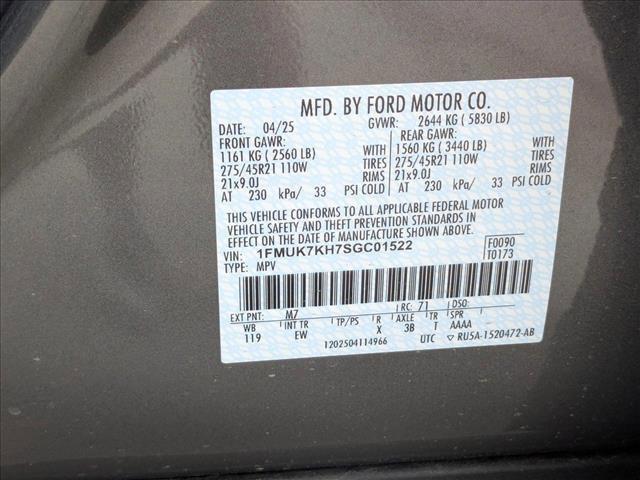 MFD. BY FORD MOTOR CO.
DATE: 04/25 GVWR: 2644 KG ( 5830 LB)
FRONT GAWR: REAR GAWR:
1161 KG ( 2560 LB) WITH 1560 KG ( 3440 LB) WITH
275/45R21 110W TIRES 275/45R21 110W TIRES
21x9.0J RIMS 21x9.0J RIMS
AT 230 kPa/ 33 PSI COLD AT 230 kPa/ 33 PSI COLD
THIS VEHICLE CONFORMS TO ALL APPLICABLE FEDERAL MOTOR
VEHICLE SAFETY AND THEFT PREVENTION STANDARDS IN
EFFECT ON THE DATE OF MANUFACTURE SHOWN ABOVE.
VIN: 1FMUK7KH7SGC01522 F0090
TYPE: MPV T0173
EXT PNT: M7 RC: 71 DSO:
WB INT TR TP/PS R AXLE TR SPR
119 EW X 3B T AAAA
1202504114966 UTC ▽ RU5A-1520472-AB